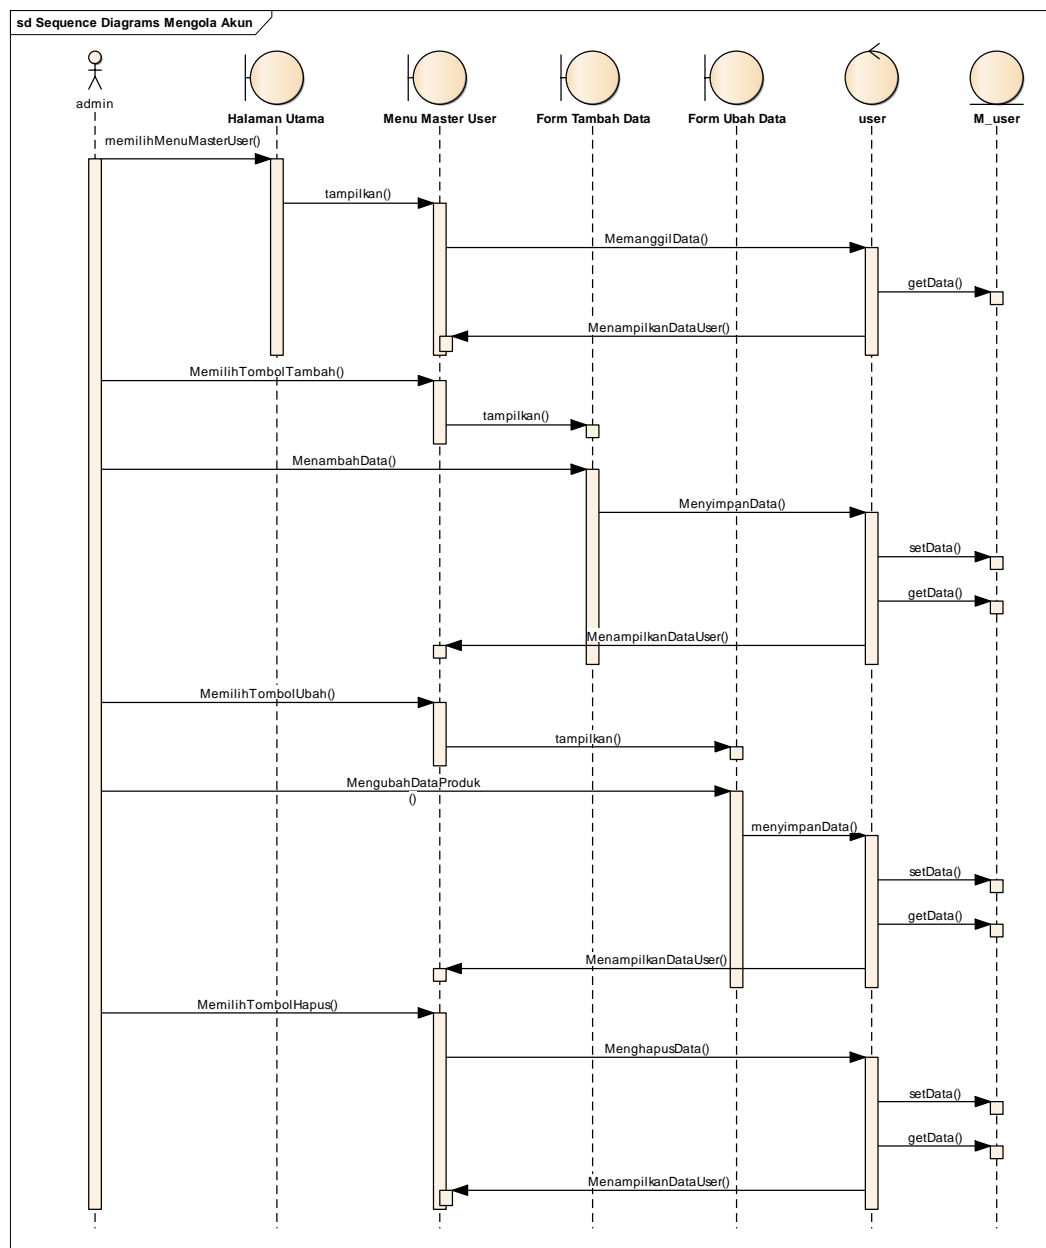 sd Sequence Diagrams Mengola Akun
admin
Halaman Utama
Menu Master User
Form Tambah Data
Form Ubah Data
user
M_user
memilihMenuMasterUser()
tampilkan()
MemanggilData()
getData()
MenampilkanDataUser()
MemilihTombolTambah()
tampilkan()
MenambahData()
MenyimpanData()
setData()
getData()
MenampilkanDataUser()
MemilihTombolUbah()
tampilkan()
MengubahDataProduk
()
menyimpanData()
setData()
getData()
MenampilkanDataUser()
MemilihTombolHapus()
MenghapusData()
setData()
getData()
MenampilkanDataUser()